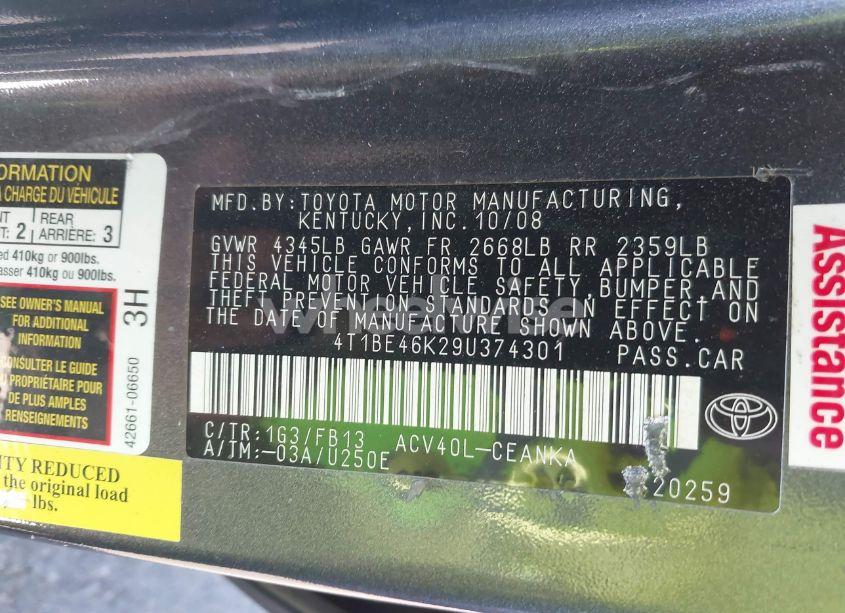 ORMATION
A CHARGE DU VÉHICULE
NT
T: 2
REAR
ARRIÈRE: 3
ed 410kg or 900lbs.
asser 410kg ou 900lbs.
SEE OWNER'S MANUAL
FOR ADDITIONAL
INFORMATION
CONSULTER LE GUIDE
DU PROPRIÉTAIRE POUR
DE PLUS AMPLES
RENSEIGNEMENTS
3H
42661-06650
ITY REDUCED
the original load
lbs.
MFD.BY:TOYOTA MOTOR MANUFACTURING,
KENTUCKY,INC.10/08
GVWR 4345LB GAWR FR 2668LB RR 2359LB
THIS VEHICLE CONFORMS TO ALL APPLICABLE
FEDERAL MOTOR VEHICLE SAFETY,BUMPER AND
THEFT PREVENTION STANDARDS IN EFFECT ON
THE DATE OF MANUFACTURE SHOWN ABOVE.
4T1BE46K29U374301 PASS.CAR
C/TR:1G3/FB13 ACV40L-CEANKA
A/TM:-03A/U250E
20259
Assistance